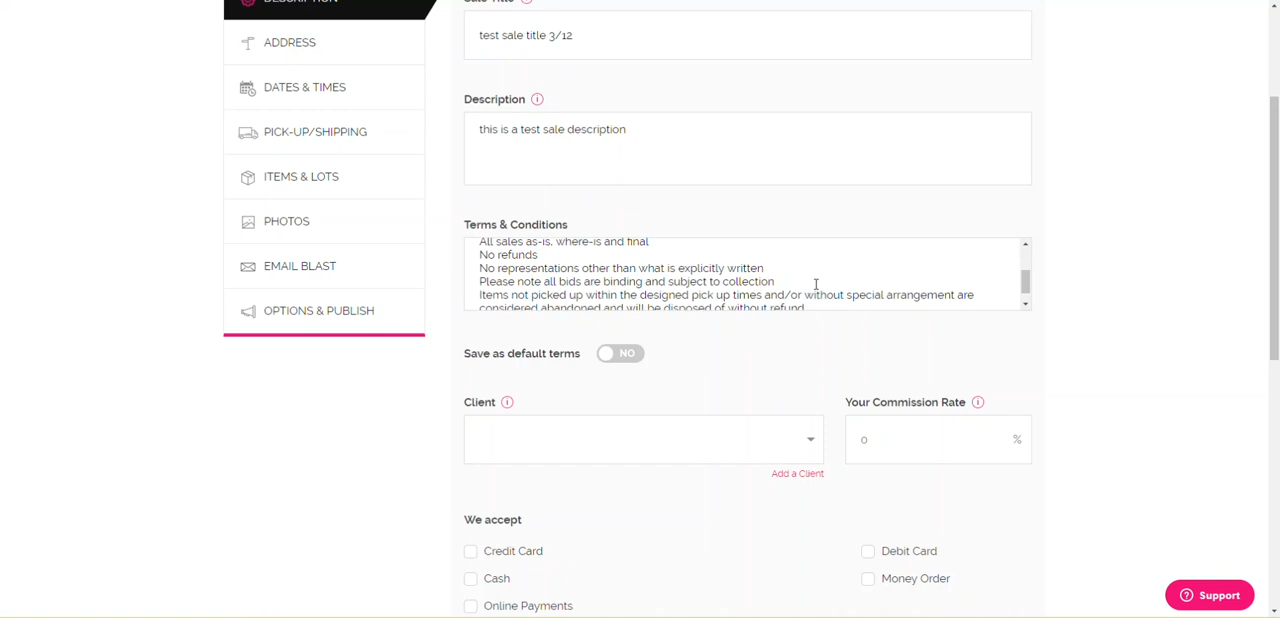 DESCRIPTION
Sale Title
test sale title 3/12
ADDRESS
DATES & TIMES
Description
this is a test sale description
PICK-UP/SHIPPING
ITEMS & LOTS
PHOTOS
Terms & Conditions
All sales as-is, where-is and final
No refunds
No representations other than what is explicitly written
Please note all bids are binding and subject to collection
Items not picked up within the designed pick up times and/or without special arrangement are
considered abandoned and will be disposed of without refund
EMAIL BLAST
OPTIONS & PUBLISH
Save as default terms NO
Client Your Commission Rate
0 %
Add a Client
We accept
Credit Card Debit Card
Cash Money Order
Online Payments
Support